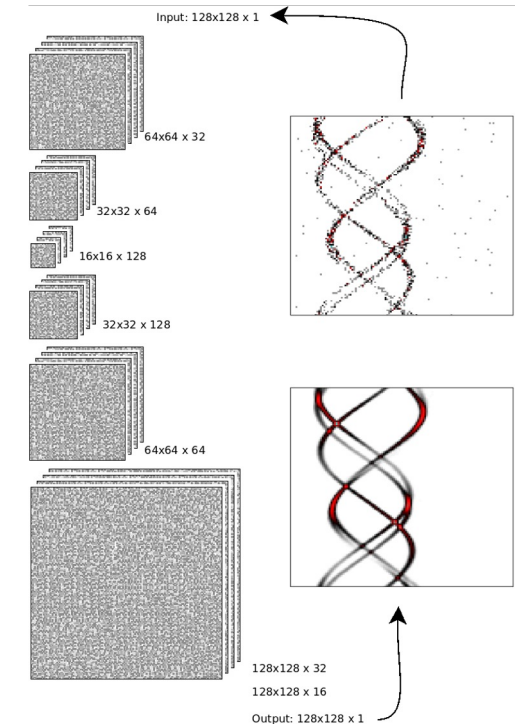 Input: 128x128 x 1
64x64 x 32
32x32 x 64
16x16 x 128
32x32 x 128
64x64 x 64
128x128 x 32
128x128 x 16
Output: 128x128 x 1